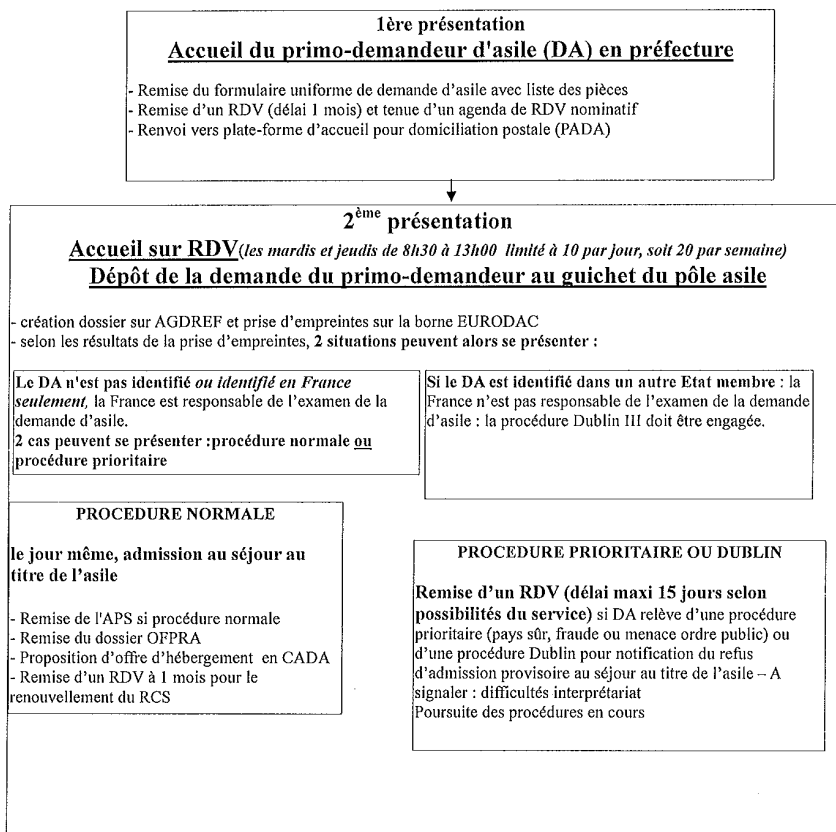 1ère présentation
Accueil du primo-demandeur d'asile (DA) en préfecture
- Remise du formulaire uniforme de demande d'asile avec liste des pièces
- Remise d'un RDV (délai 1 mois) et tenue d'un agenda de RDV nominatif
- Renvoi vers plate-forme d'accueil pour domiciliation postale (PADA)
2ème présentation
Accueil sur RDV(les mardis et jeudis de 8h30 à 13h00 limité à 10 par jour, soit 20 par semaine)
Dépôt de la demande du primo-demandeur au guichet du pôle asile
- création dossier sur AGDREF et prise d'empreintes sur la borne EURODAC
- selon les résultats de la prise d'empreintes, 2 situations peuvent alors se présenter :
Le DA n'est pas identifié ou identifié en France
seulement, la France est responsable de l'examen de la
demande d'asile.
2 cas peuvent se présenter :procédure normale ou
procédure prioritaire
Si le DA est identifié dans un autre Etat membre : la
France n'est pas responsable de l'examen de la demande
d'asile : la procédure Dublin III doit être engagée.
PROCEDURE NORMALE
le jour même, admission au séjour au
titre de l'asile
- Remise de l'APS si procédure normale
- Remise du dossier OFPRA
- Proposition d'offre d'hébergement en CADA
- Remise d'un RDV à 1 mois pour le
renouvellement du RCS
PROCEDURE PRIORITAIRE OU DUBLIN
Remise d'un RDV (délai maxi 15 jours selon
possibilités du service) si DA relève d'une procédure
prioritaire (pays sûr, fraude ou menace ordre public) ou
d'une procédure Dublin pour notification du refus
d'admission provisoire au séjour au titre de l'asile – A
signaler : difficultés interprétariat
Poursuite des procédures en cours